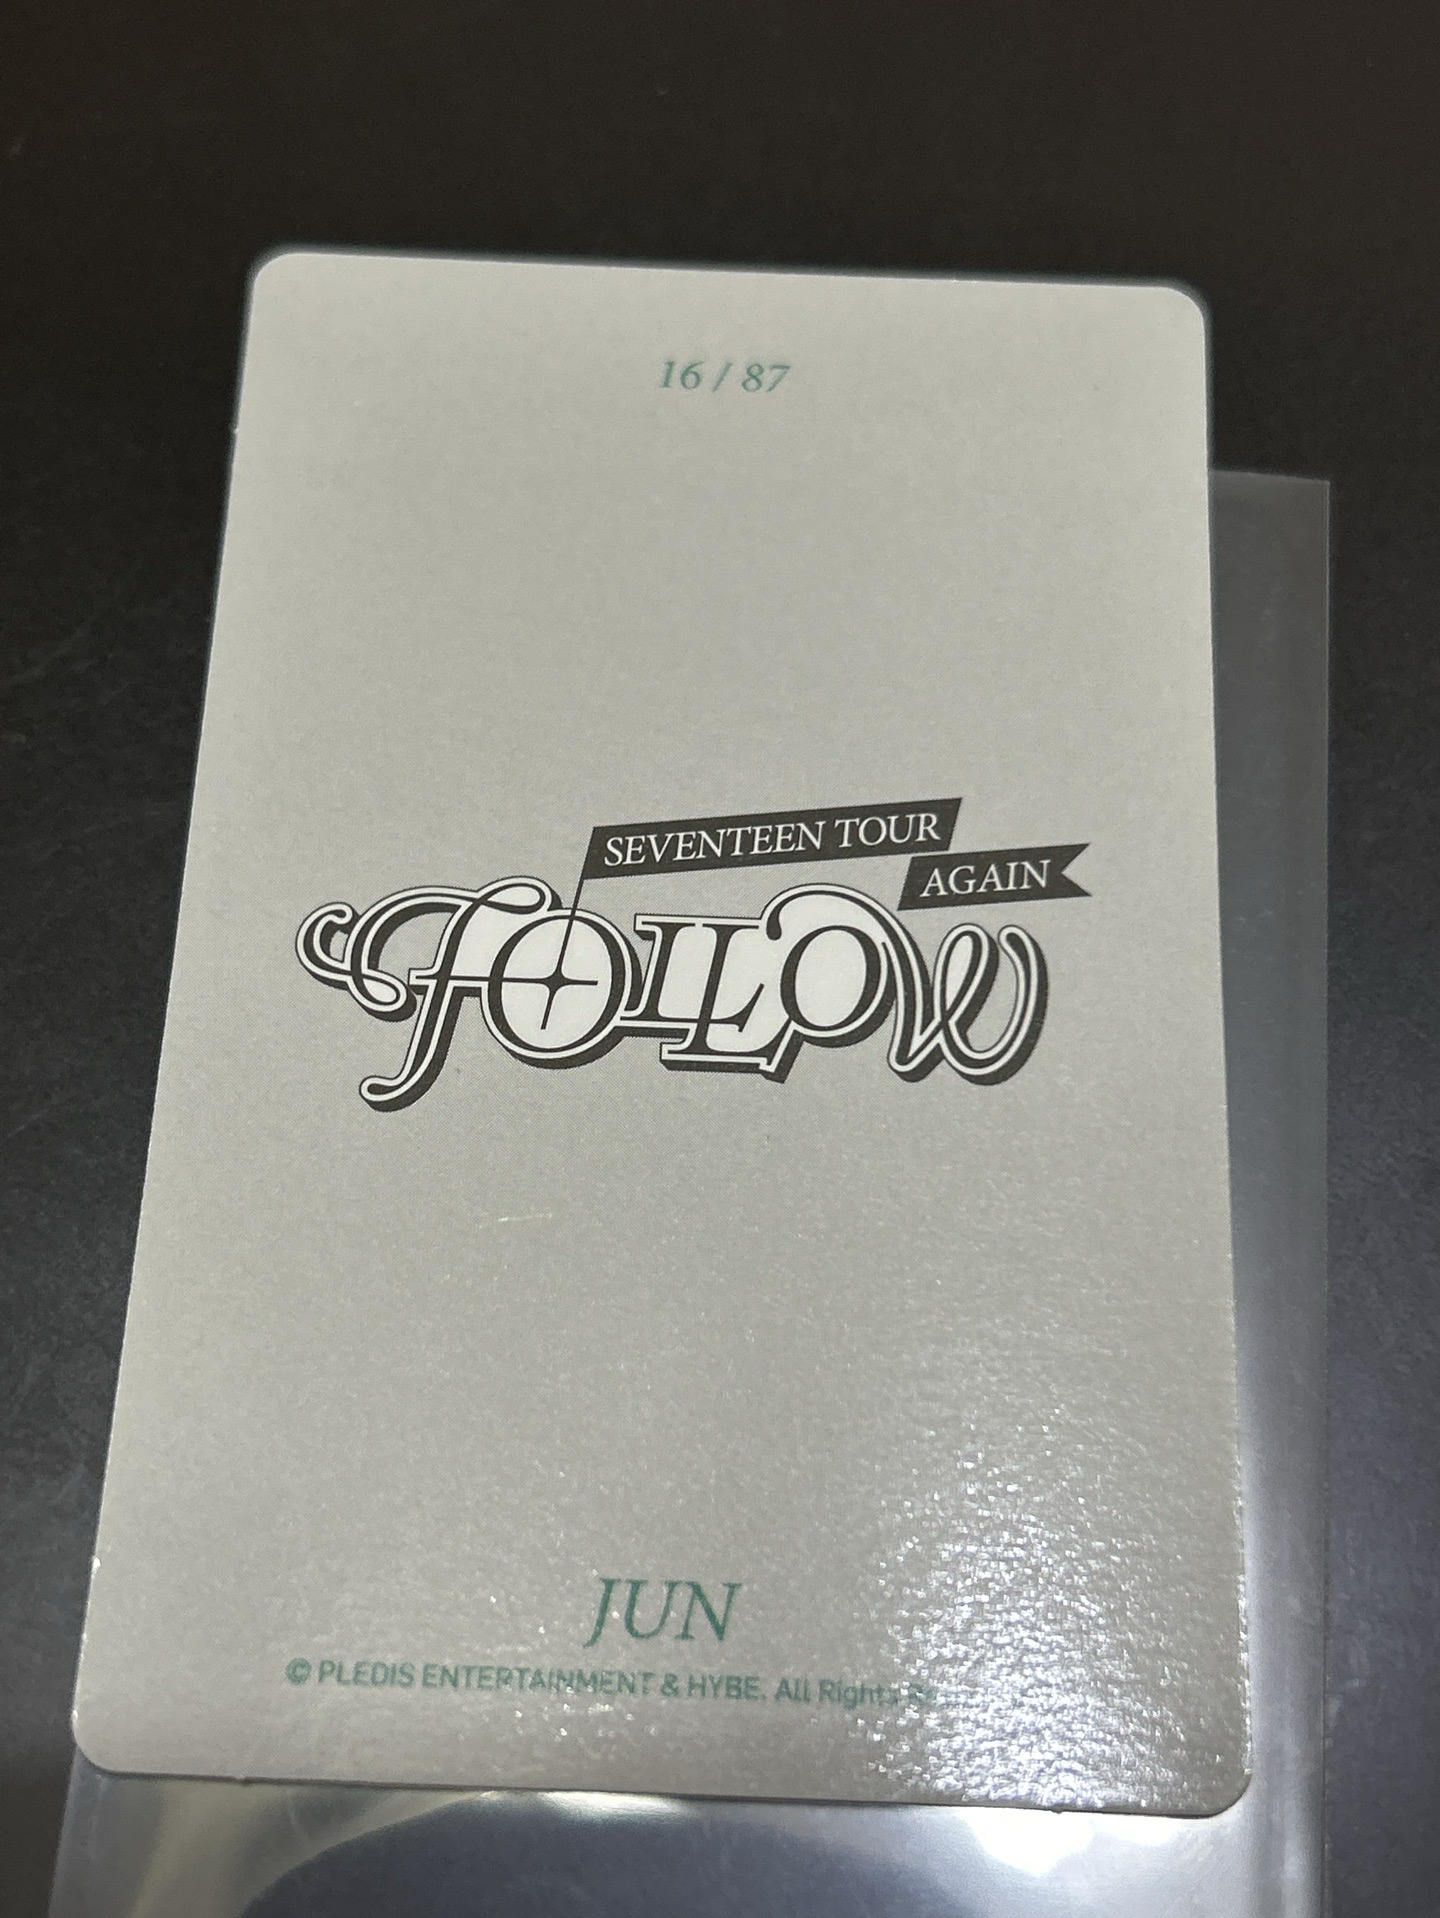 16 / 87
SEVENTEEN TOUR
AGAIN
FOLLOW
JUN
© PLEDIS ENTERTAINMENT & HYBE. All Rights